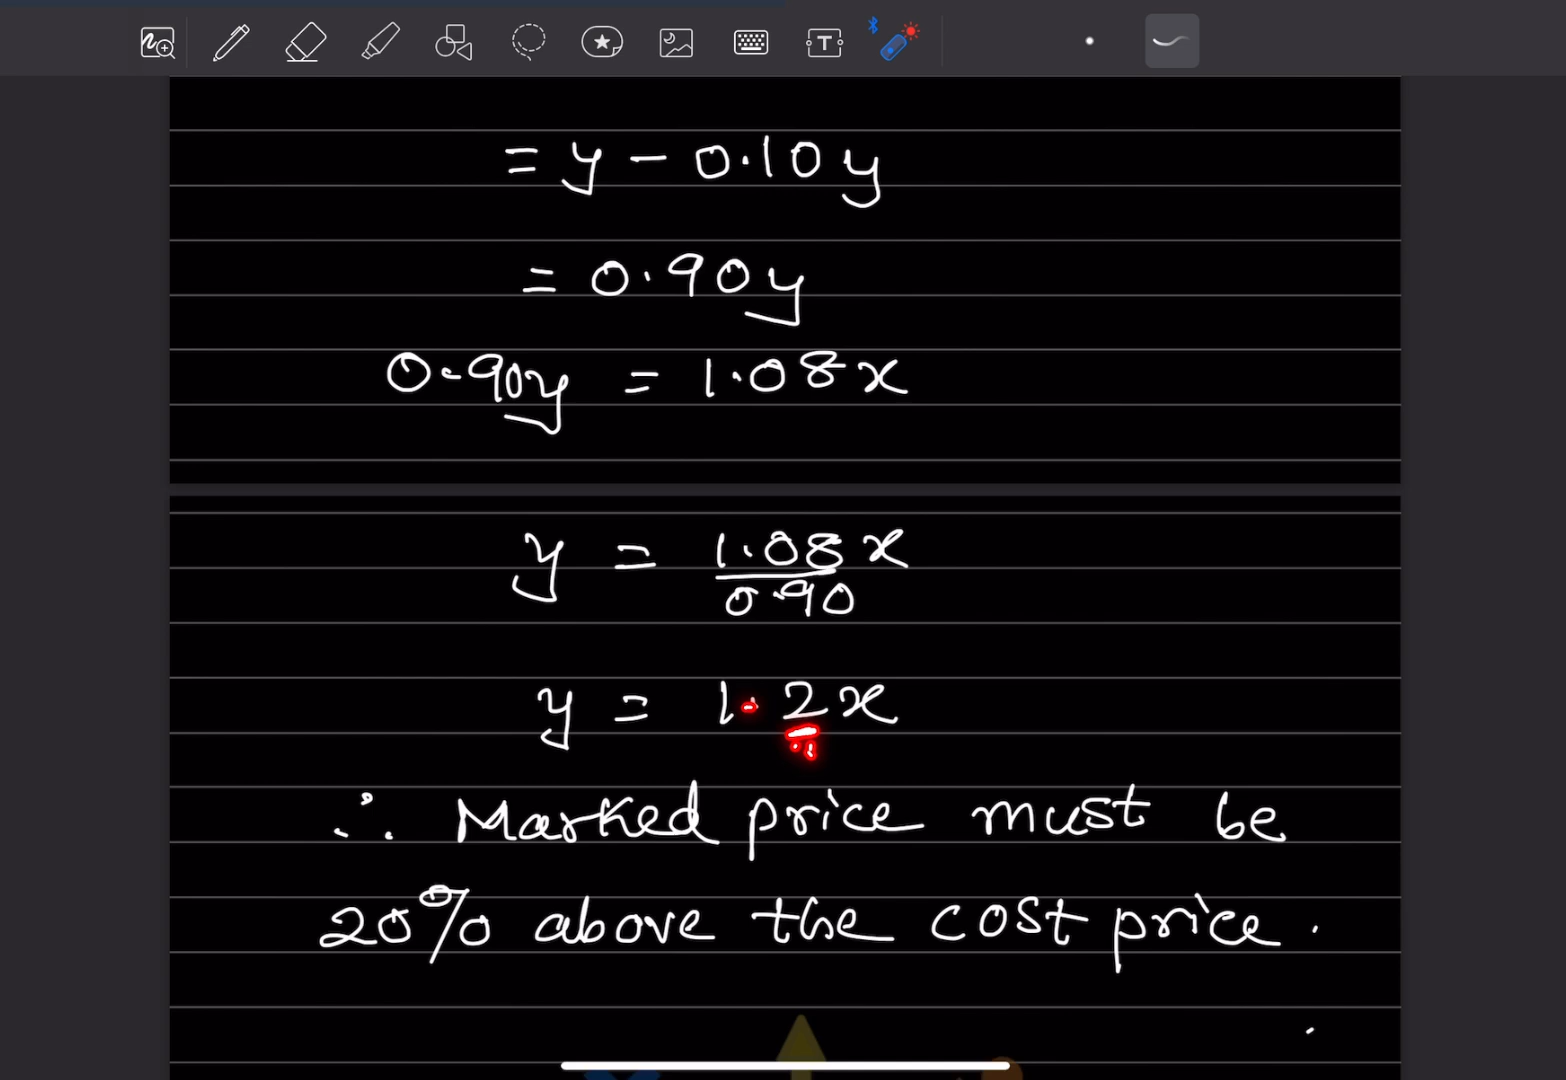 = y - 0.10y
= 0.90y
0.90y = 1.08x
y = 1.08x / 0.90
y = 1.2x
∴ Marked price must be
20% above the cost price.